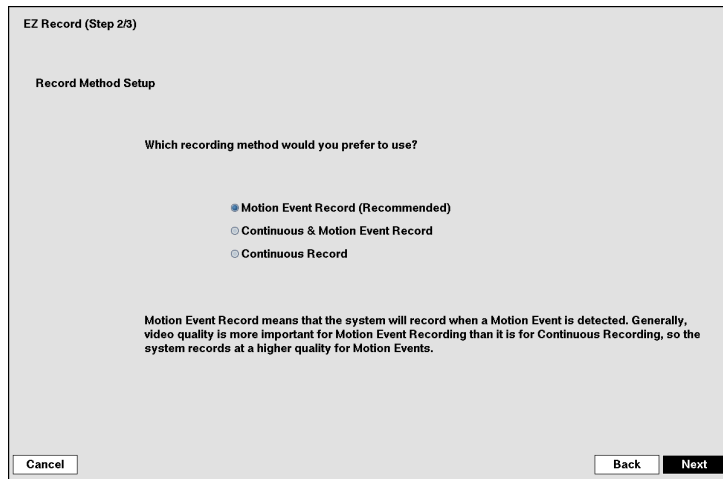 EZ Record (Step 2/3)
Record Method Setup
Which recording method would you prefer to use?
Motion Event Record (Recommended)
Continuous & Motion Event Record
Continuous Record
Motion Event Record means that the system will record when a Motion Event is detected. Generally,
video quality is more important for Motion Event Recording than it is for Continuous Recording, so the
system records at a higher quality for Motion Events.
Cancel
Back
Next